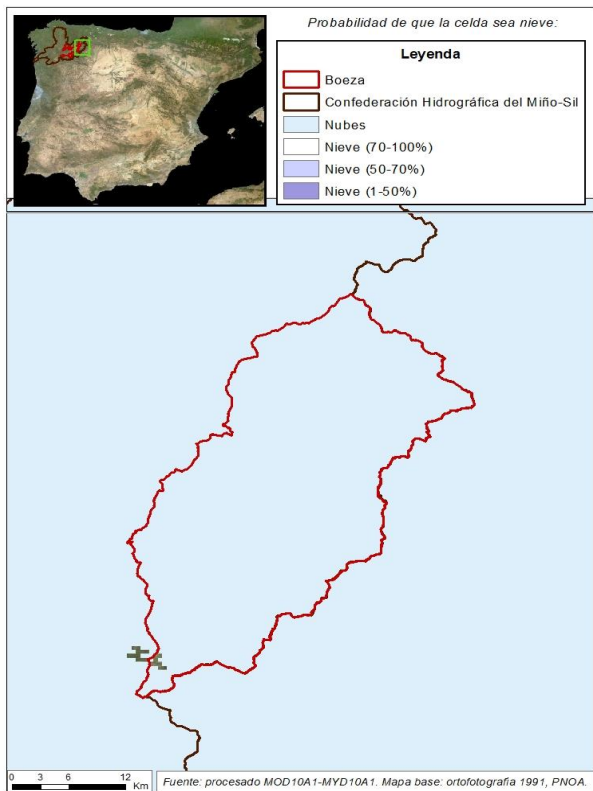 Probabilidad de que la celda sea nieve:
Leyenda
Boeza
Confederación Hidrográfica del Miño-Sil
Nubes
Nieve (70-100%)
Nieve (50-70%)
Nieve (1-50%)
0 3 6 12
Km
Fuente: procesado MOD10A1-MYD10A1. Mapa base: ortofotografía 1991, PNOA.